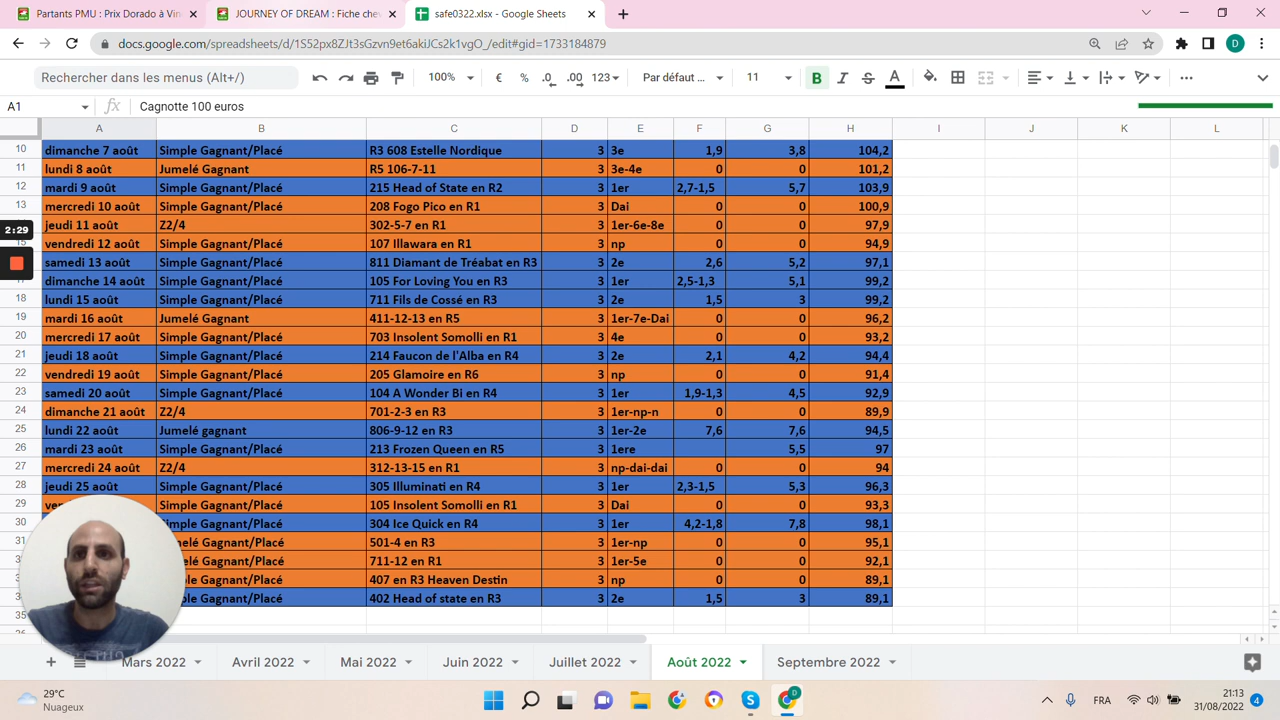 Partants PMU : Prix Dorado à Vin
JOURNEY OF DREAM : Fiche chev
safe0322.xlsx - Google Sheets
docs.google.com/spreadsheets/d/1S52px8ZJt3sGzvn9et6akiJCs2k1vgO_/edit#gid=1733184879
D
Rechercher dans les menus (Alt+/) 100% € % .0 .00 123 Par défaut ... 11 B I S A
A1 fx Cagnotte 100 euros
A B C D E F G H I J K L
10 dimanche 7 août Simple Gagnant/Placé R3 608 Estelle Nordique 3 3e 1,9 3,8 104,2
11 lundi 8 août Jumelé Gagnant R5 106-7-11 3 3e-4e 0 0 101,2
12 mardi 9 août Simple Gagnant/Placé 215 Head of State en R2 3 1er 2,7-1,5 5,7 103,9
13 mercredi 10 août Simple Gagnant/Placé 208 Fogo Pico en R1 3 Dai 0 0 100,9
2:29 jeudi 11 août Z2/4 302-5-7 en R1 3 1er-6e-8e 0 0 97,9
15 vendredi 12 août Simple Gagnant/Placé 107 Illawara en R1 3 np 0 0 94,9
samedi 13 août Simple Gagnant/Placé 811 Diamant de Tréabat en R3 3 2e 2,6 5,2 97,1
dimanche 14 août Simple Gagnant/Placé 105 For Loving You en R3 3 1er 2,5-1,3 5,1 99,2
18 lundi 15 août Simple Gagnant/Placé 711 Fils de Cossé en R3 3 2e 1,5 3 99,2
19 mardi 16 août Jumelé Gagnant 411-12-13 en R5 3 1er-7e-Dai 0 0 96,2
20 mercredi 17 août Simple Gagnant/Placé 703 Insolent Somolli en R1 3 4e 0 0 93,2
21 jeudi 18 août Simple Gagnant/Placé 214 Faucon de l'Alba en R4 3 2e 2,1 4,2 94,4
22 vendredi 19 août Simple Gagnant/Placé 205 Glamoire en R6 3 np 0 0 91,4
23 samedi 20 août Simple Gagnant/Placé 104 A Wonder Bi en R4 3 1er 1,9-1,3 4,5 92,9
24 dimanche 21 août Z2/4 701-2-3 en R3 3 1er-np-n 0 0 89,9
25 lundi 22 août Jumelé gagnant 806-9-12 en R3 3 1er-2e 7,6 7,6 94,5
26 mardi 23 août Simple Gagnant/Placé 213 Frozen Queen en R5 3 1ere 5,5 97
27 mercredi 24 août Z2/4 312-13-15 en R1 3 np-dai-dai 0 0 94
28 jeudi 25 août Simple Gagnant/Placé 305 Illuminati en R4 3 1er 2,3-1,5 5,3 96,3
29 Simple Gagnant/Placé 105 Insolent Somolli en R1 3 Dai 0 0 93,3
30 Simple Gagnant/Placé 304 Ice Quick en R4 3 1er 4,2-1,8 7,8 98,1
melé Gagnant/Placé 501-4 en R3 3 1er-np 0 0 95,1
melé Gagnant/Placé 711-12 en R1 3 1er-5e 0 0 92,1
ple Gagnant/Placé 407 en R3 Heaven Destin 3 np 0 0 89,1
ple Gagnant/Placé 402 Head of state en R3 3 2e 1,5 3 89,1
35
Mars 2022 Avril 2022 Mai 2022 Juin 2022 Juillet 2022 Août 2022 Septembre 2022
29°C
Nuageux
FRA
21:13
31/08/2022
4